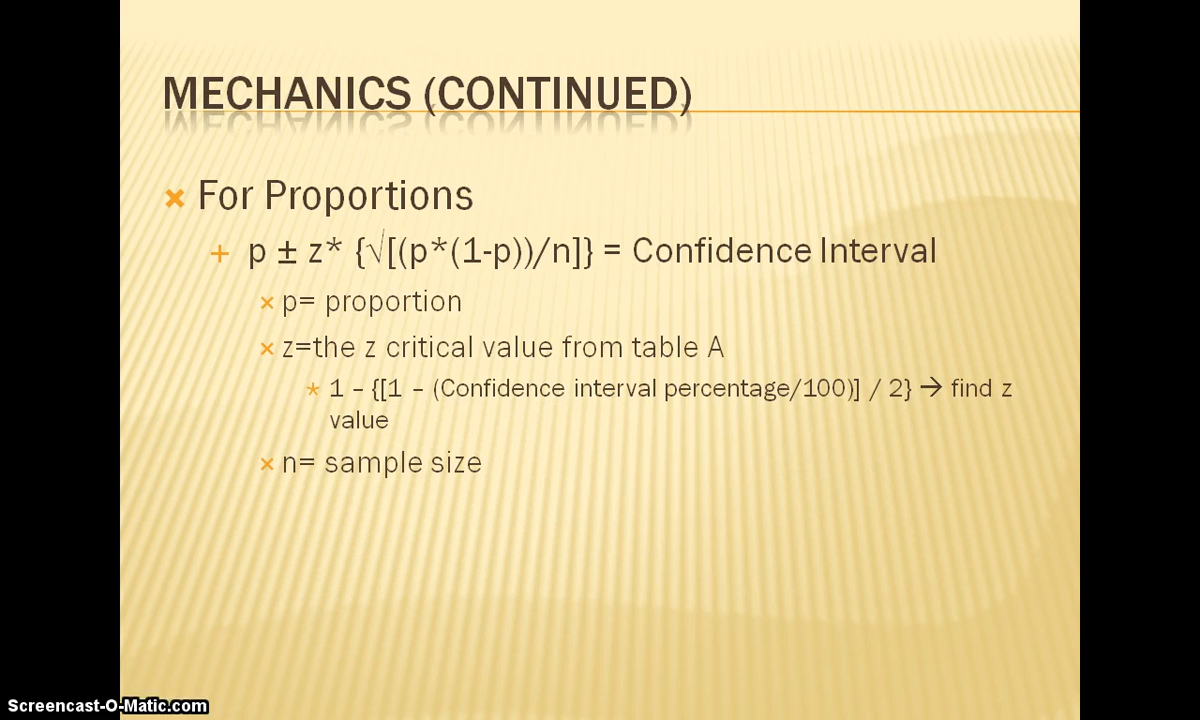 MECHANICS (CONTINUED)
For Proportions
p ± z* {√[(p*(1-p))/n]} = Confidence Interval
p= proportion
z=the z critical value from table A
1 – {[1 – (Confidence interval percentage/100)] / 2} → find z
value
n= sample size
Screencast-O-Matic.com